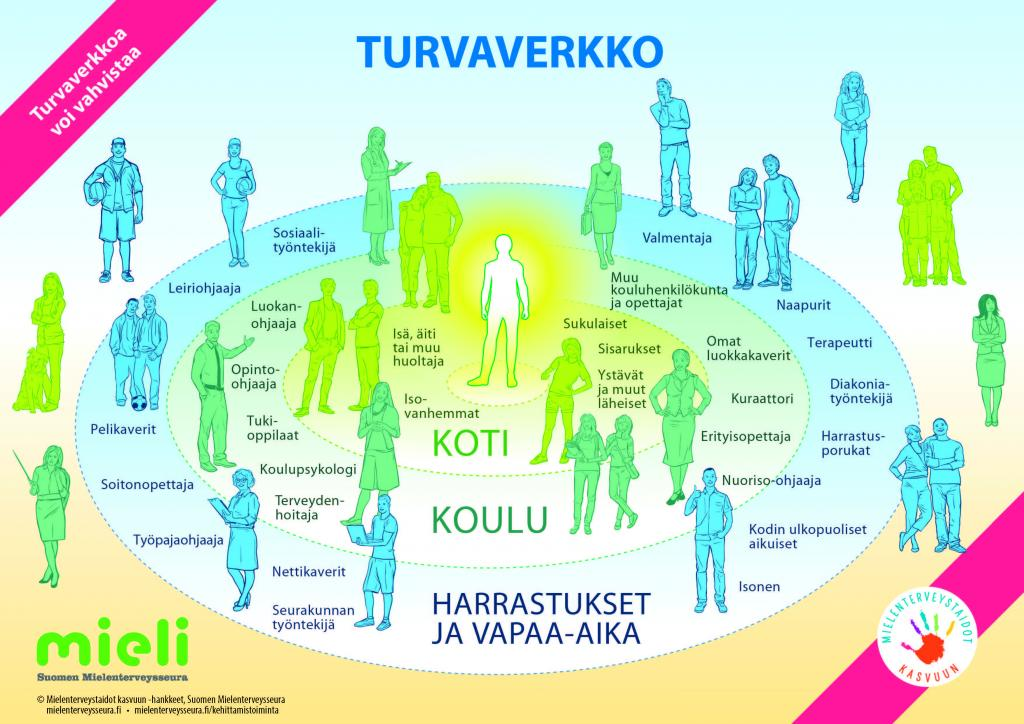 Turvaverkkoa
voi vahvistaa
TURVAVERKKO
Sosiaali-
työntekijä
Valmentaja
Leiriohjaaja
Muu
kouluhenkilökunta
ja opettajat
Naapurit
Luokan-
ohjaaja
Isä, äiti
tai muu
huoltaja
Sukulaiset
Sisarukset
Omat
luokkakaverit
Terapeutti
Opinto-
ohjaaja
Ystävät
ja muut
läheiset
Diakonia-
työntekijä
Iso-
vanhemmat
Kuraattori
Pelikaverit
Tuki-
oppilaat
KOTI
Erityisopettaja
Harrastus-
porukat
Koulupsykologi
Soitonopettaja
Nuoriso-ohjaaja
Terveyden-
hoitaja
KOULU
Työpajaohjaaja
Kodin ulkopuoliset
aikuiset
Nettikaverit
Isonen
Seurakunnan
työntekijä
HARRASTUKSET
JA VAPAA-AIKA
mieli
Suomen Mielenterveysseura
MIELENTERVEYSTAIDOT
KASVUUN
© Mielenterveystaidot kasvuun -hankkeet, Suomen Mielenterveysseura
mielenterveysseura.fi • mielenterveysseura.fi/kehittamistoiminta